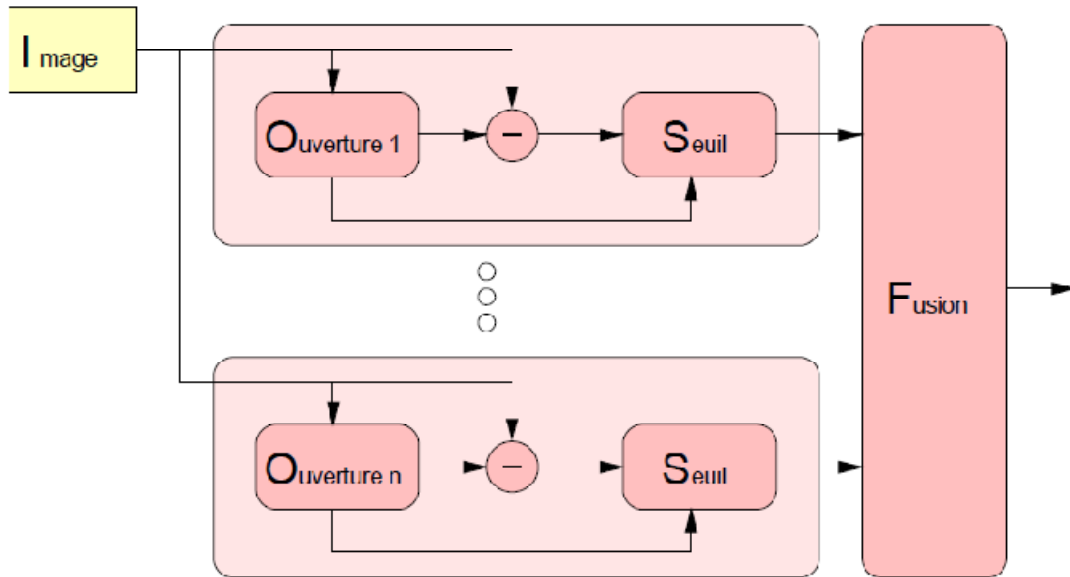 Image
Ouverture 1
−
Seuil
Fusion
Ouverture n
−
Seuil